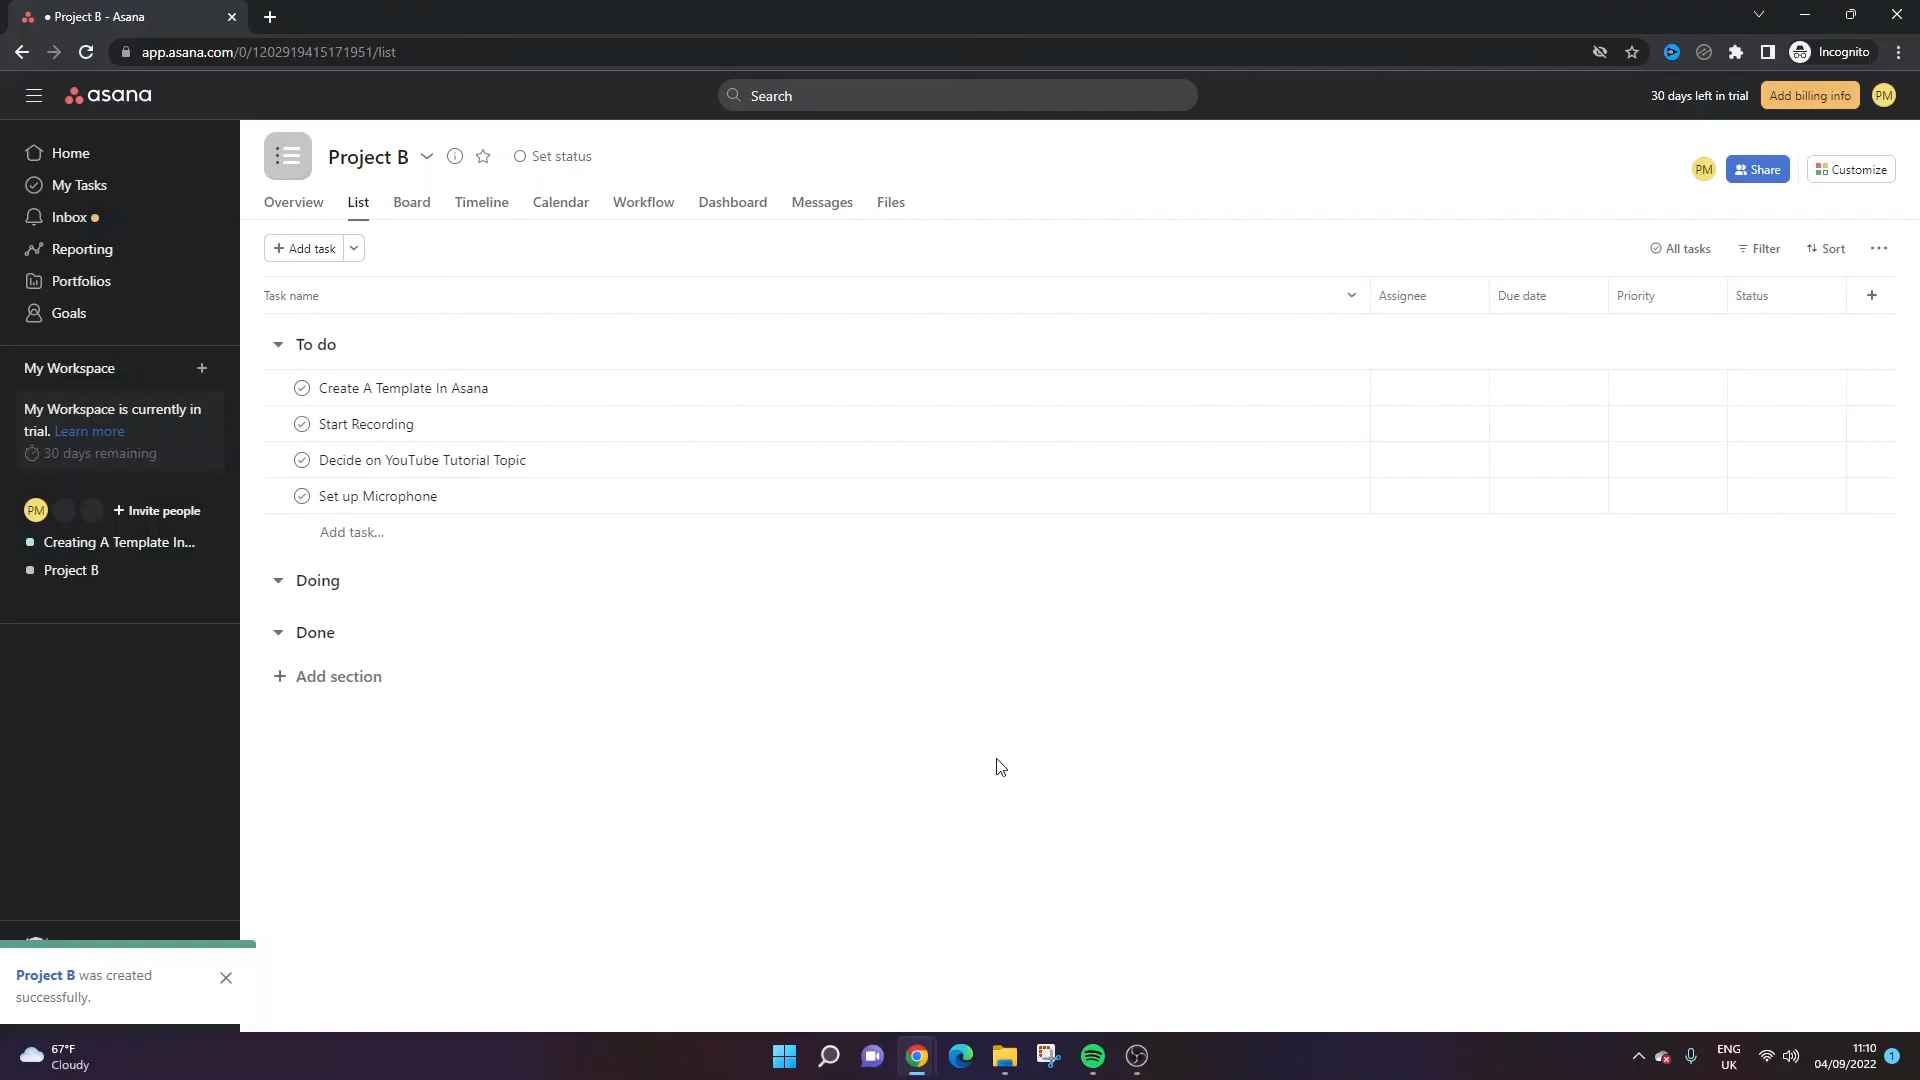 Project B - Asana
app.asana.com/0/1202919415171951/list
Incognito
asana
Search
30 days left in trial
Add billing info
PM
Home
My Tasks
Inbox
Reporting
Portfolios
Goals
My Workspace
My Workspace is currently in
trial. Learn more
30 days remaining
PM
Invite people
Creating A Template In...
Project B
Project B
Set status
PM
Share
Customize
Overview
List
Board
Timeline
Calendar
Workflow
Dashboard
Messages
Files
+ Add task
All tasks
Filter
Sort
Task name
Assignee
Due date
Priority
Status
To do
Create A Template In Asana
Start Recording
Decide on YouTube Tutorial Topic
Set up Microphone
Add task...
Doing
Done
+ Add section
Project B was created
successfully.
67°F
Cloudy
ENG
UK
11:10
04/09/2022
1